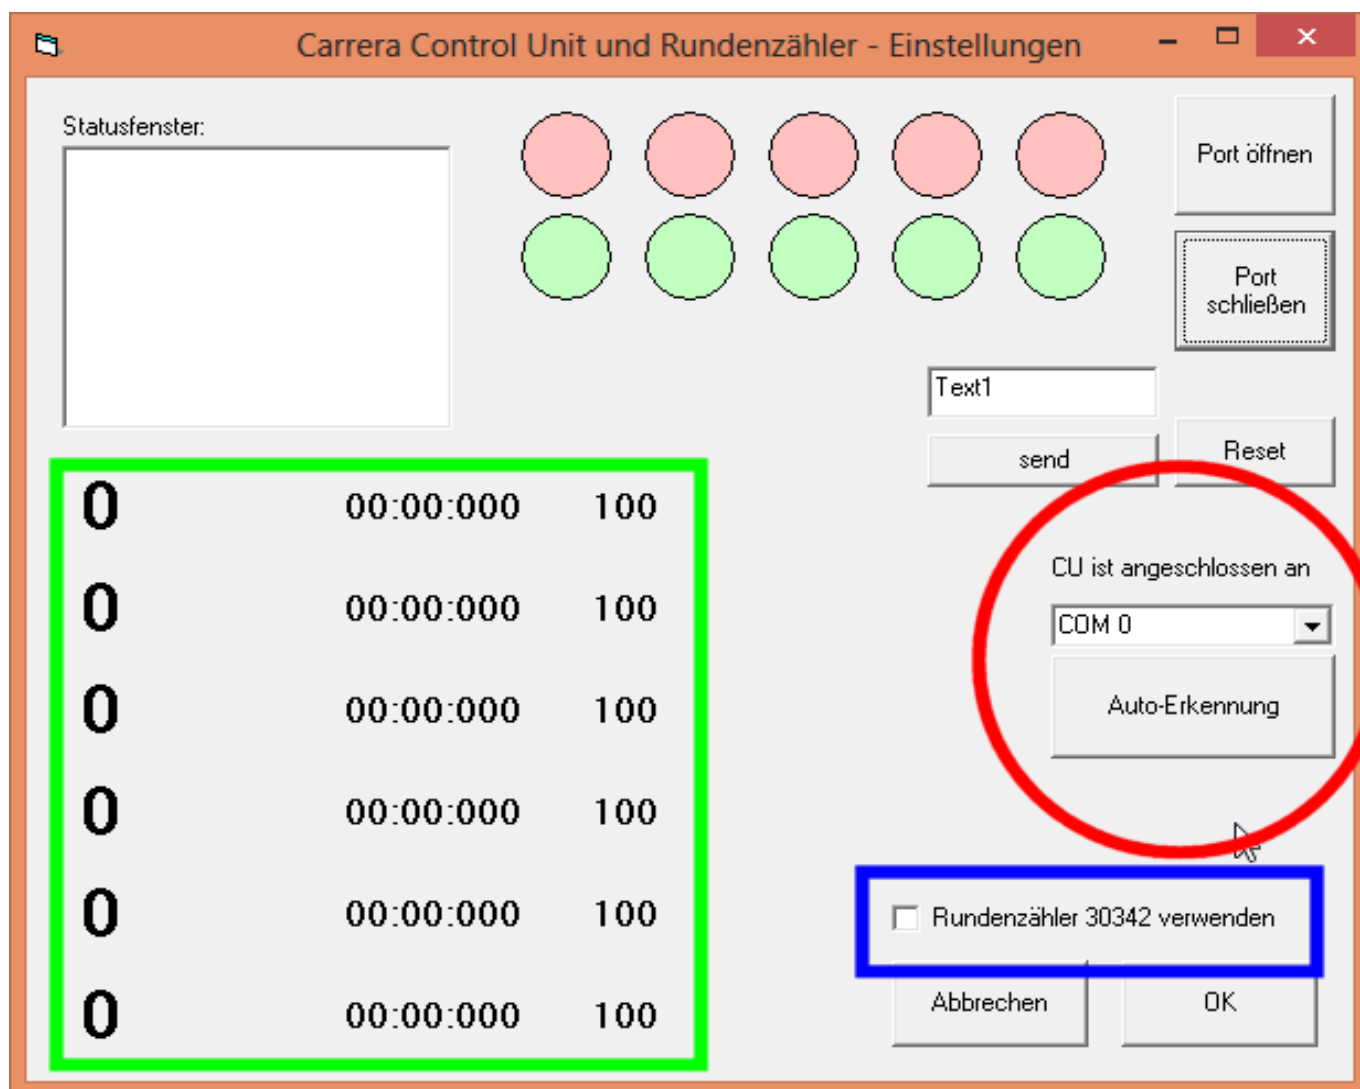 Carrera Control Unit und Rundenzähler - Einstellungen
Statusfenster:
Port öffnen
Port
schließen
Text1
send
Reset
0 00:00:000 100
0 00:00:000 100
0 00:00:000 100
0 00:00:000 100
0 00:00:000 100
0 00:00:000 100
CU ist angeschlossen an
COM 0
Auto-Erkennung
Rundenzähler 30342 verwenden
Abbrechen
OK